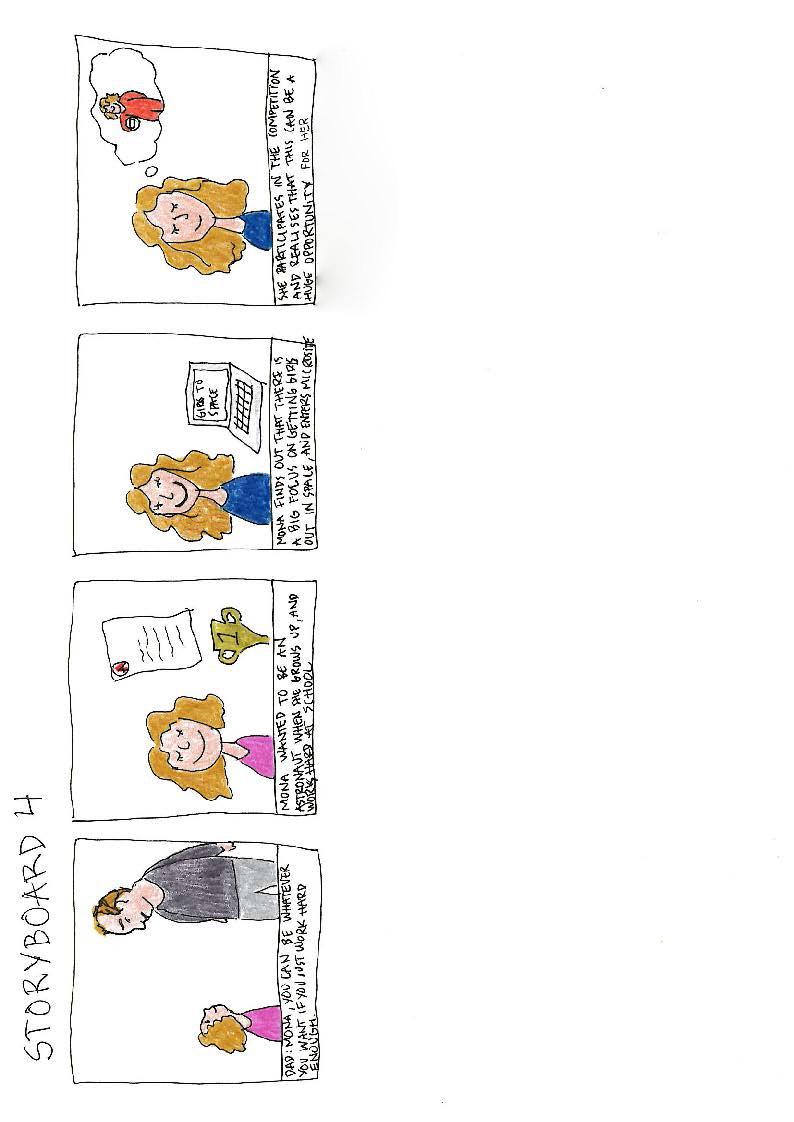 STORYBOARD 4
DAD: MONA, YOU CAN BE WHATEVER
YOU WANT IF YOU JUST WORK HARD
ENOUGH.
1
MONA WANTED TO BE AN
ASTRONAUT WHEN SHE GROWS UP, AND
WORK HARD AT SCHOOL
GIRLS TO
SPACE
MONA FINDS OUT THAT THERE IS
A BIG FOCUS ON GETTING GIRLS
OUT IN SPACE, AND ENTERS MICROSITE
SHE PARTICIPATES IN THE COMPETITION
AND REALISES THAT THIS CAN BE A
HUGE OPPORTUNITY FOR HER